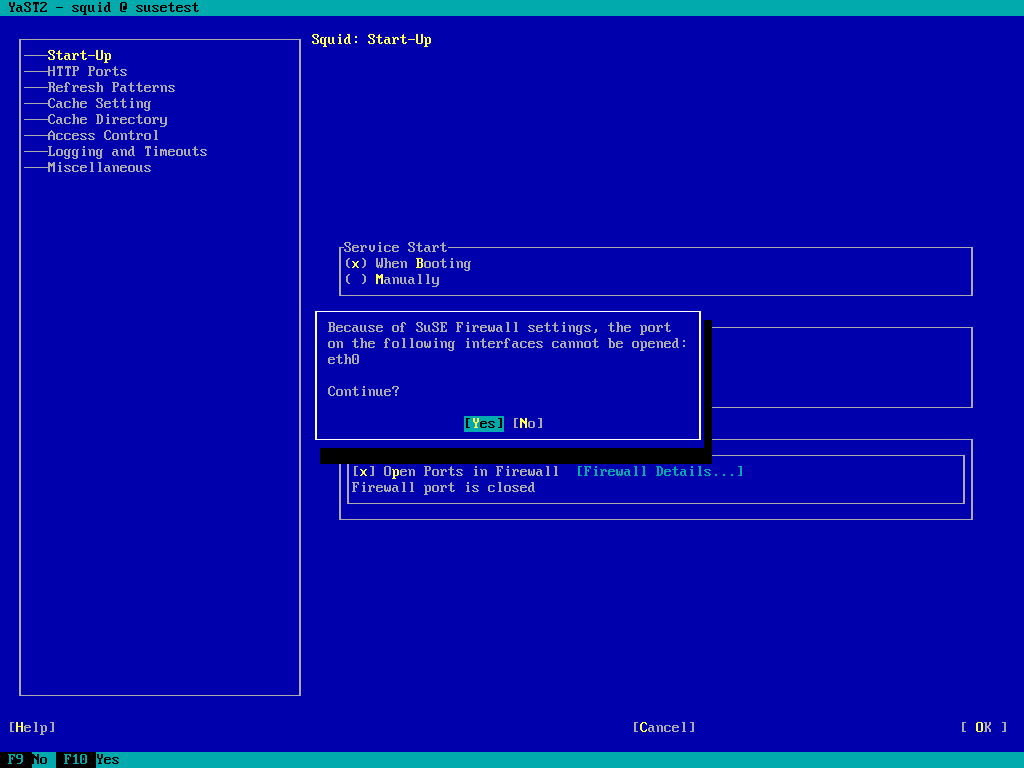 YaST2 - squid @ susetest
Squid: Start-Up
Start-Up
HTTP Ports
Refresh Patterns
Cache Setting
Cache Directory
Access Control
Logging and Timeouts
Miscellaneous
Service Start
(x) When Booting
( ) Manually
Because of SuSE Firewall settings, the port
on the following interfaces cannot be opened:
eth0
Continue?
[Yes] [No]
[x] Open Ports in Firewall [Firewall Details...]
Firewall port is closed
[Help] [Cancel] [ OK ]
F9 No F10 Yes